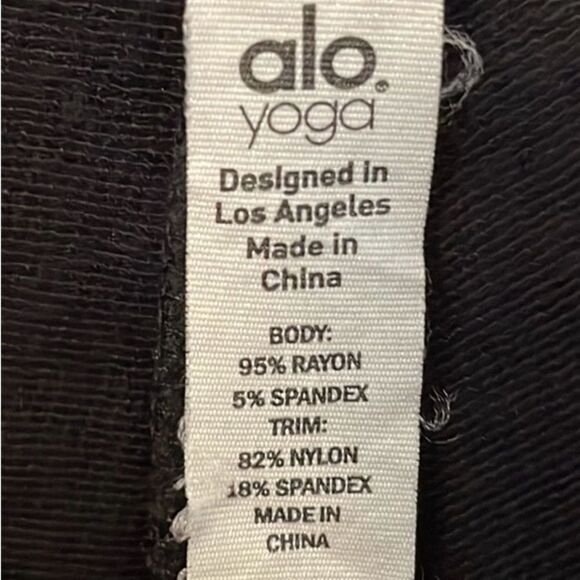 alo.
yoga
Designed in
Los Angeles
Made in
China
BODY:
95% RAYON
5% SPANDEX
TRIM:
82% NYLON
18% SPANDEX
MADE IN
CHINA